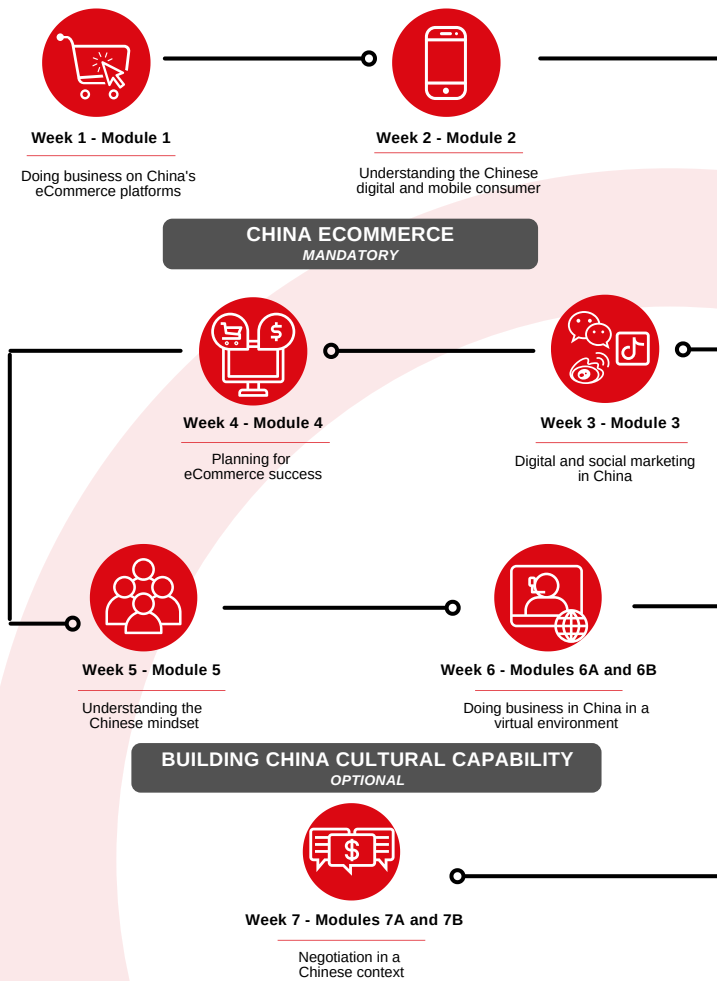 Week 1 - Module 1
Doing business on China's
eCommerce platforms
Week 2 - Module 2
Understanding the Chinese
digital and mobile consumer
CHINA ECOMMERCE
MANDATORY
Week 3 - Module 3
Digital and social marketing
in China
Week 4 - Module 4
Planning for
eCommerce success
Week 5 - Module 5
Understanding the
Chinese mindset
Week 6 - Modules 6A and 6B
Doing business in China in a
virtual environment
BUILDING CHINA CULTURAL CAPABILITY
OPTIONAL
Week 7 - Modules 7A and 7B
Negotiation in a
Chinese context